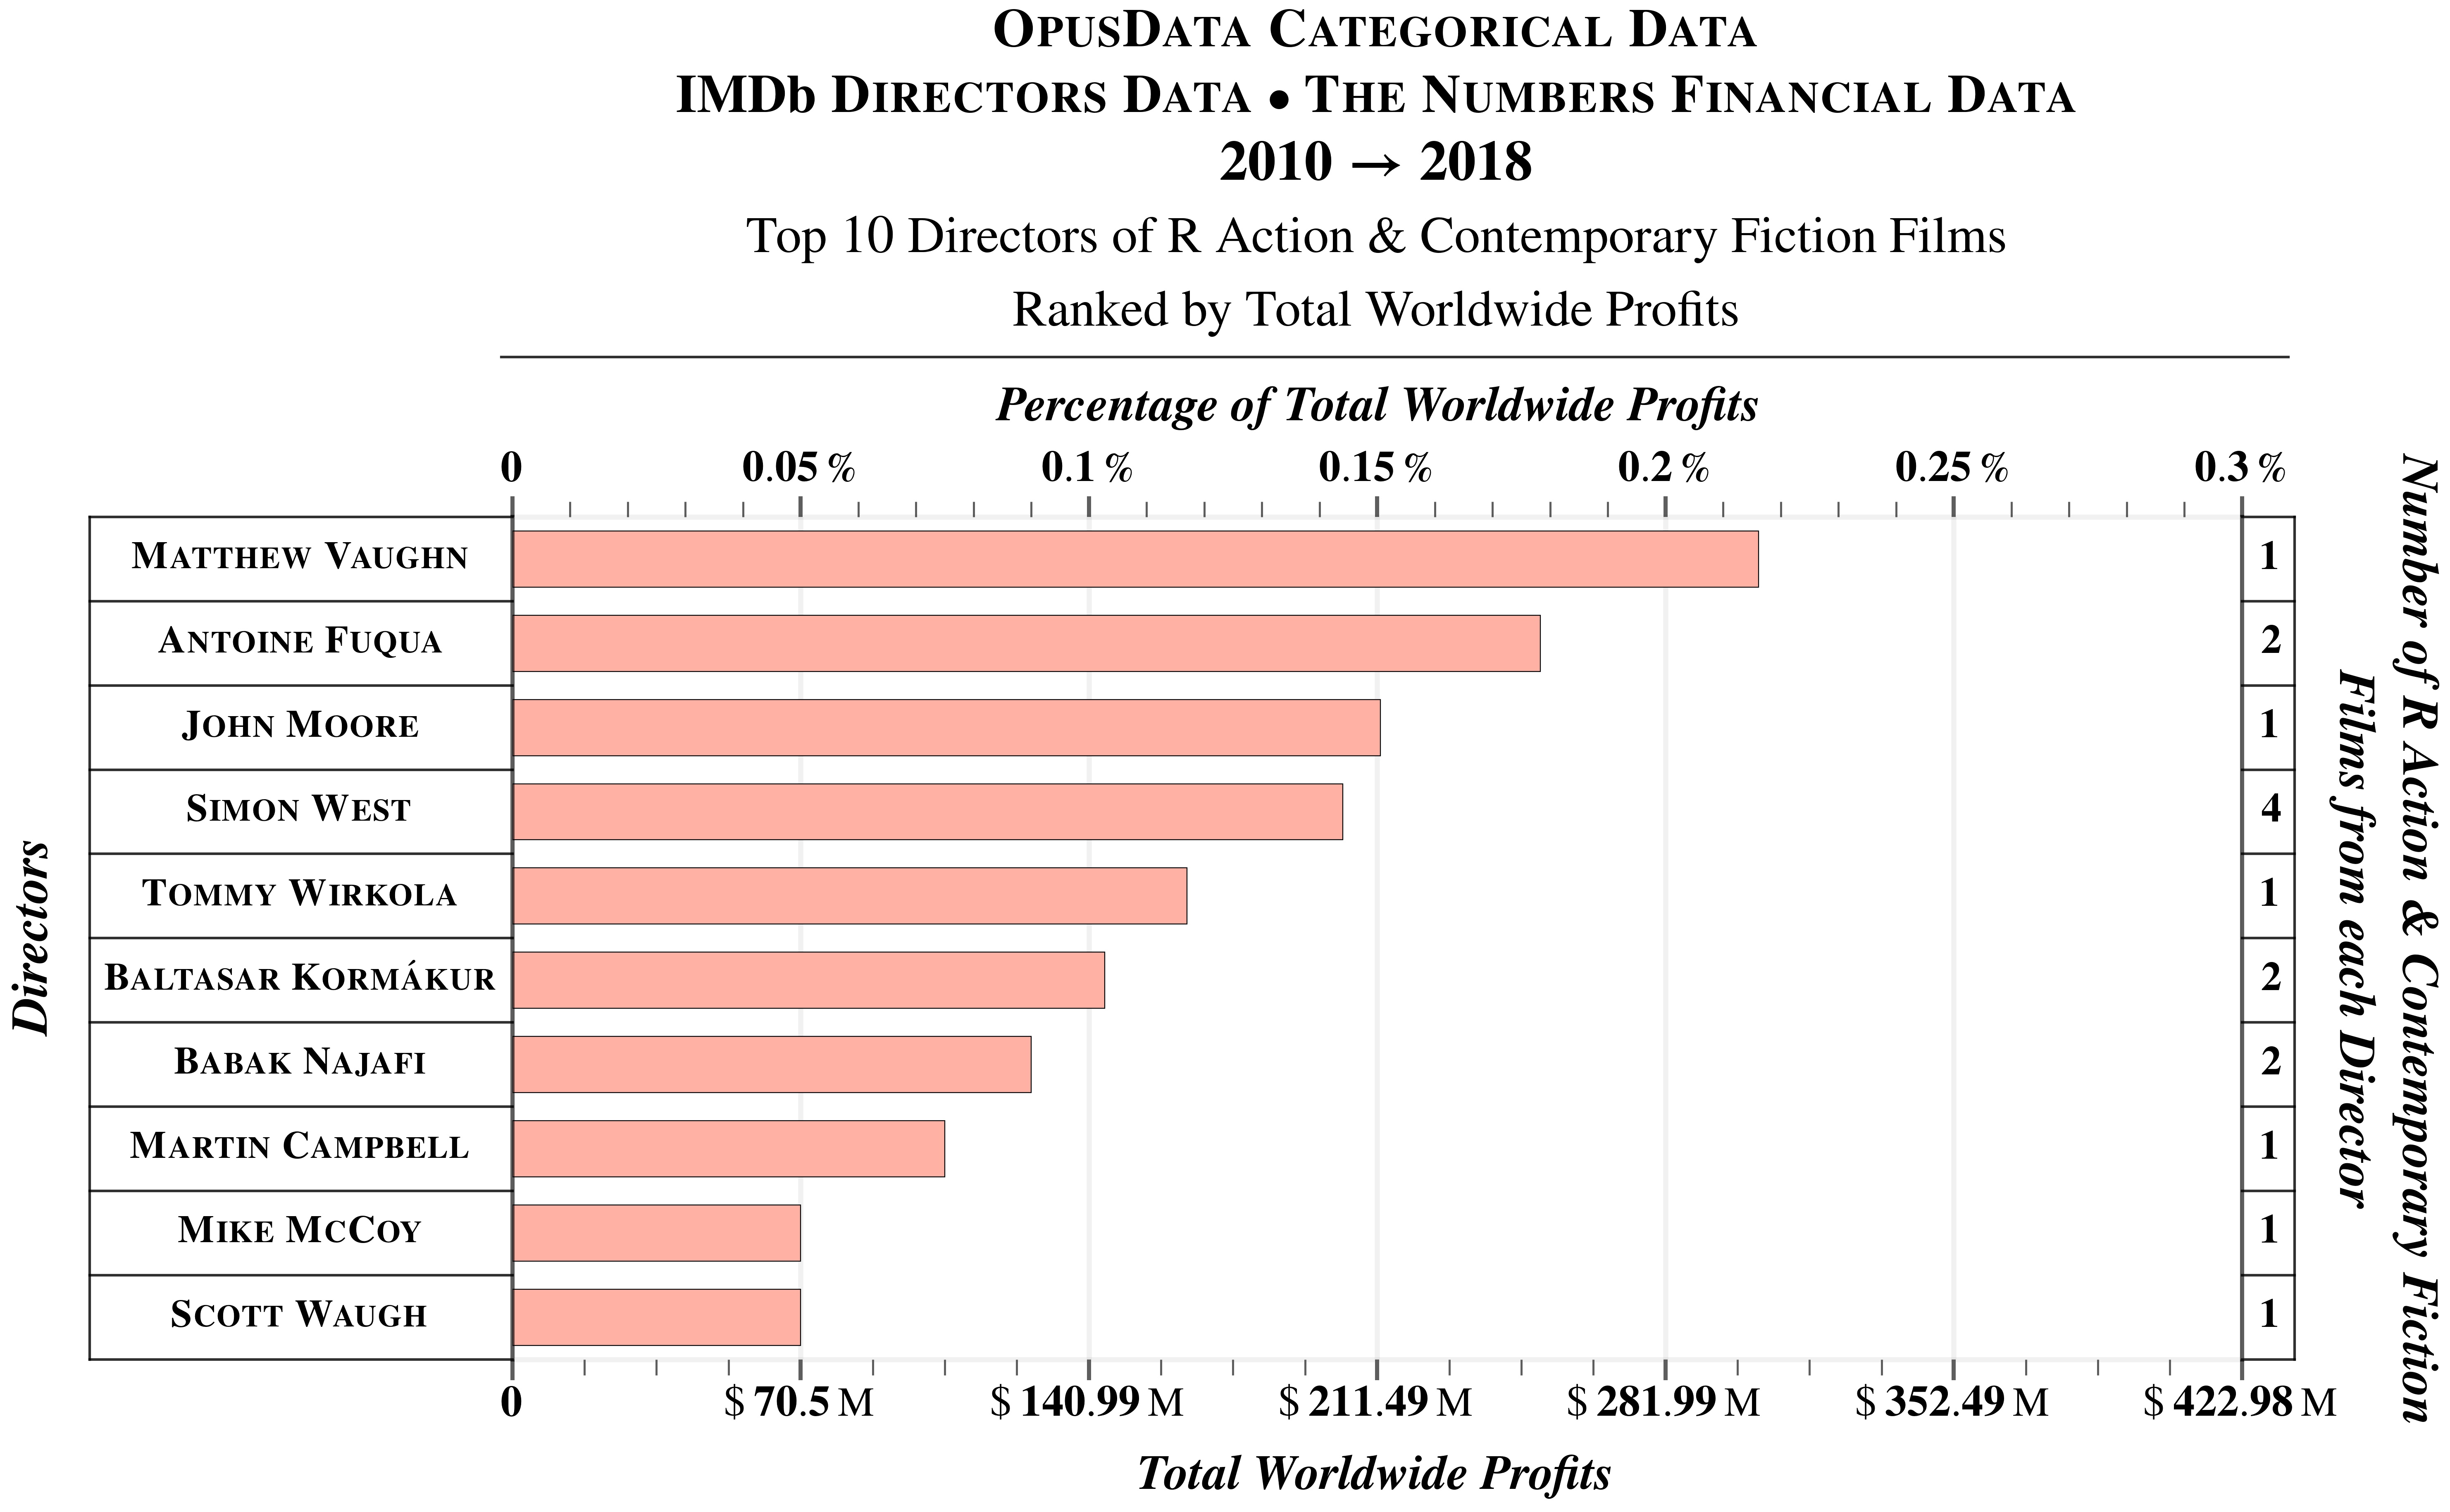 OpusData Categorical Data
IMDb Directors Data • The Numbers Financial Data
2010 → 2018
Top 10 Directors of R Action & Contemporary Fiction Films
Ranked by Total Worldwide Profits
Percentage of Total Worldwide Profits
0 0.05 % 0.1 % 0.15 % 0.2 % 0.25 % 0.3 %
Directors
Matthew Vaughn 1
Antoine Fuqua 2
John Moore 1
Simon West 4
Tommy Wirkola 1
Baltasar Kormákur 2
Babak Najafi 2
Martin Campbell 1
Mike McCoy 1
Scott Waugh 1
Number of R Action & Contemporary Fiction
Films from each Director
0 $ 70.5 M $ 140.99 M $ 211.49 M $ 281.99 M $ 352.49 M $ 422.98 M
Total Worldwide Profits